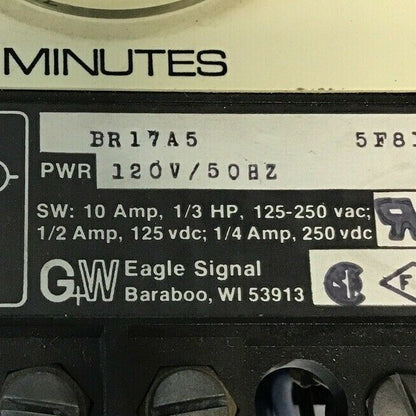 MINUTES
BR17A5 5F81
PWR 120V/50HZ
SW: 10 Amp, 1/3 HP, 125-250 vac;
1/2 Amp, 125 vdc; 1/4 Amp, 250 vdc
G+W Eagle Signal
Baraboo, WI 53913
F